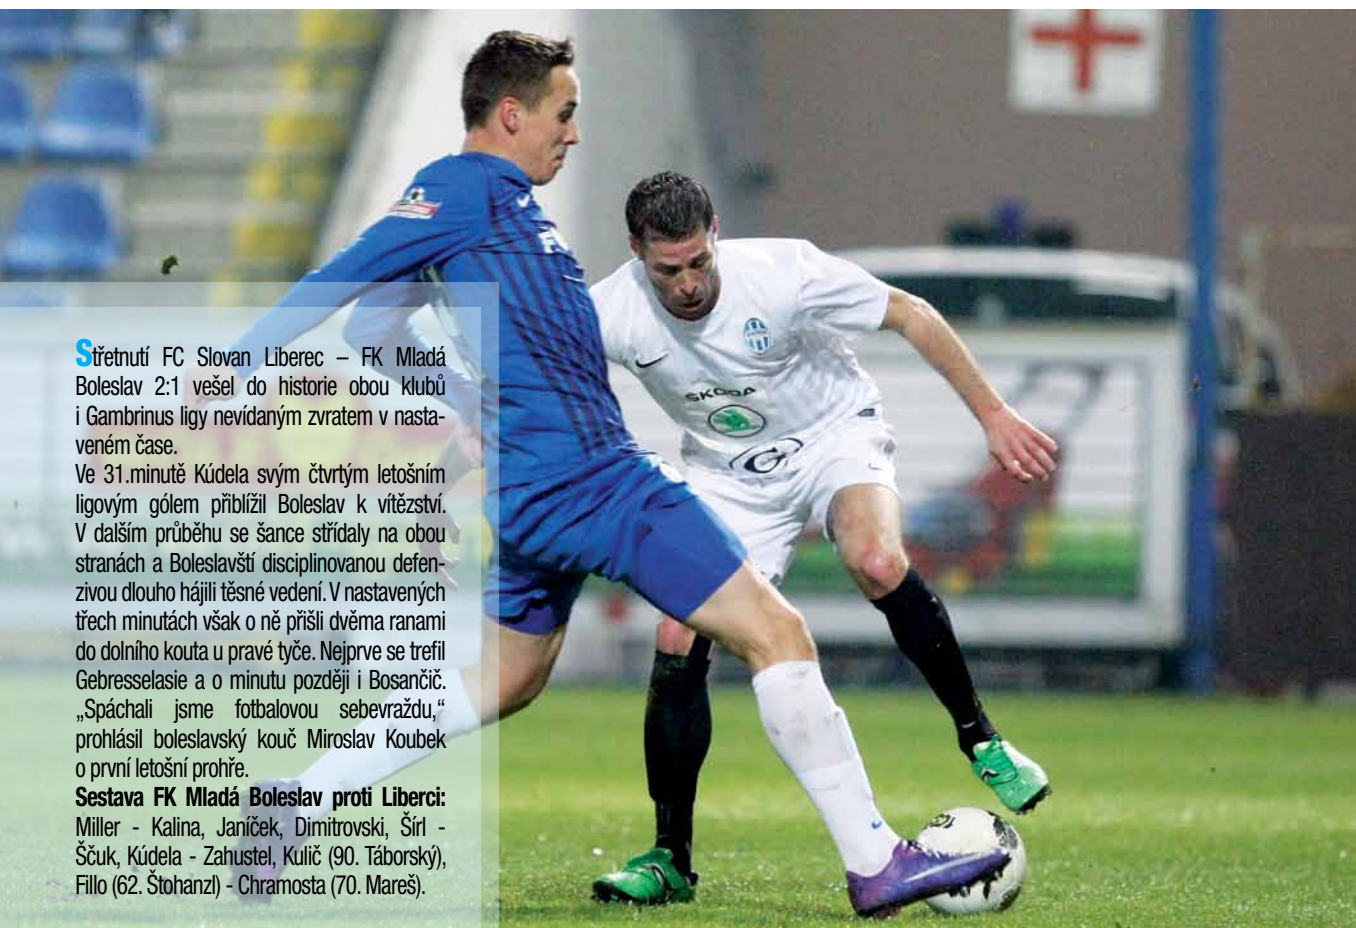 Střetnutí FC Slovan Liberec – FK Mladá
Boleslav 2:1 vešel do historie obou klubů
i Gambrinus ligy nevídaným zvratem v nasta-
veném čase.
Ve 31.minutě Kúdela svým čtvrtým letošním
ligovým gólem přiblížil Boleslav k vítězství.
V dalším průběhu se šance střídaly na obou
stranách a Boleslavští disciplinovanou defen-
zivou dlouho hájili těsné vedení. V nastavených
třech minutách však o ně přišli dvěma ranami
do dolního kouta u pravé tyče. Nejprve se trefil
Gebresselasie a o minutu později i Bosančič.
„Spáchali jsme fotbalovou sebevraždu,“
prohlásil boleslavský kouč Miroslav Koubek
o první letošní prohře.
Sestava FK Mladá Boleslav proti Liberci:
Miller - Kalina, Janíček, Dimitrovski, Šírl -
Ščuk, Kúdela - Zahustel, Kulič (90. Táborský),
Fillo (62. Štohanzl) - Chramosta (70. Mareš).
ŠKODA